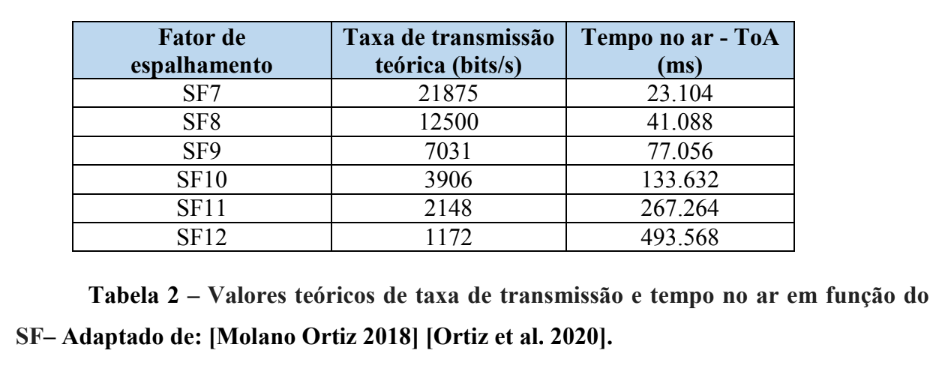 Fator de espalhamento | Taxa de transmissão teórica (bits/s) | Tempo no ar - ToA (ms)
SF7 | 21875 | 23.104
SF8 | 12500 | 41.088
SF9 | 7031 | 77.056
SF10 | 3906 | 133.632
SF11 | 2148 | 267.264
SF12 | 1172 | 493.568
Tabela 2 – Valores teóricos de taxa de transmissão e tempo no ar em função do
SF– Adaptado de: [Molano Ortiz 2018] [Ortiz et al. 2020].